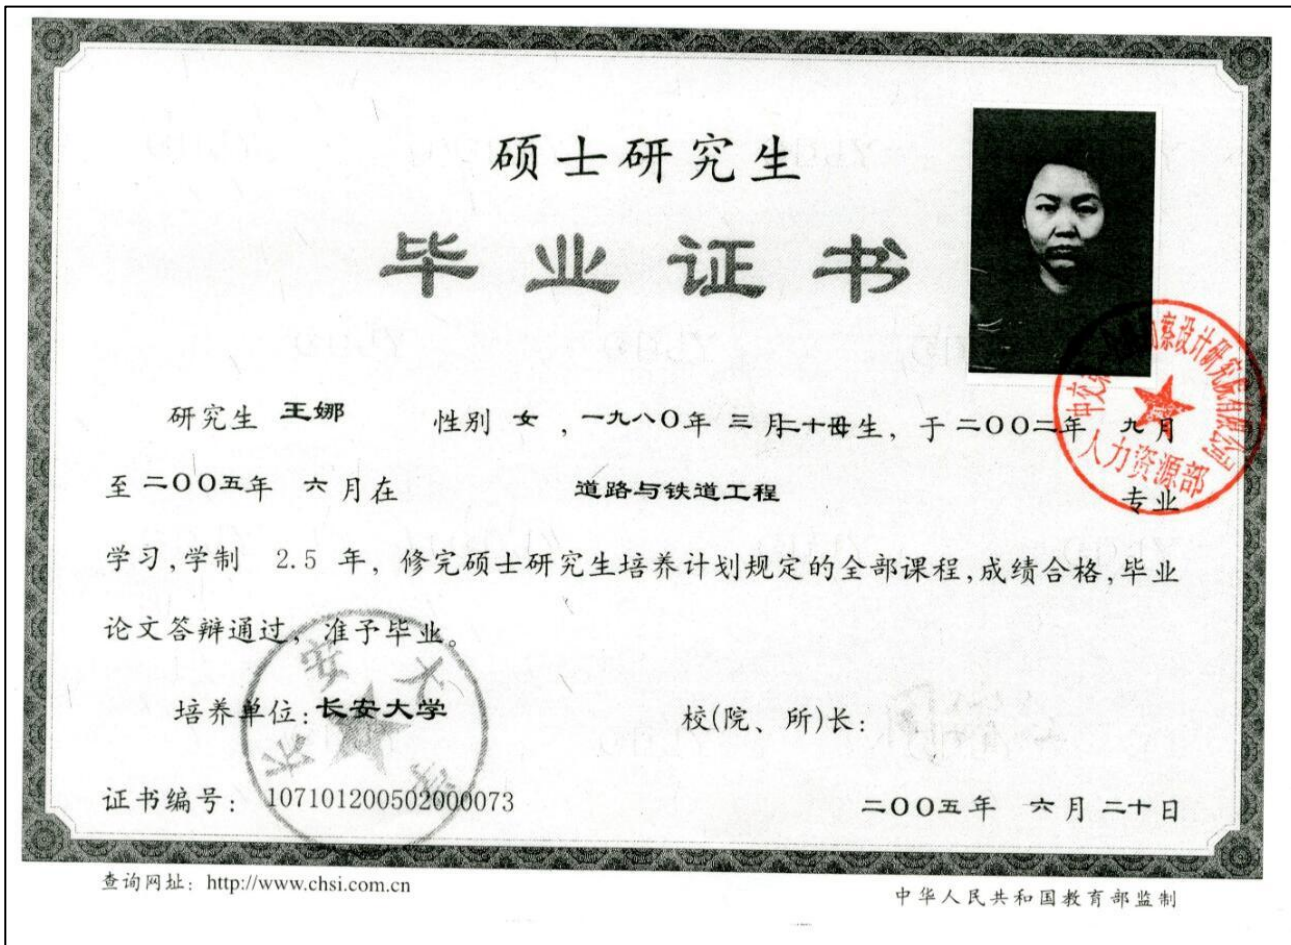 硕士研究生
毕业证书
研究生 王娜 性别 女，一九八〇年 三 月二十日生，于 二〇〇二年 九月
至 二〇〇五年 六 月在 道路与铁道工程 专业
学习，学制 2.5 年，修完硕士研究生培养计划规定的全部课程，成绩合格，毕业
论文答辩通过，准予毕业。
培养单位：长安大学 校(院、所)长：
证书编号：107101200502000073 二〇〇五年 六月 二十日
查询网址：http://www.chsi.com.cn 中华人民共和国教育部监制
长安大学
人力资源部